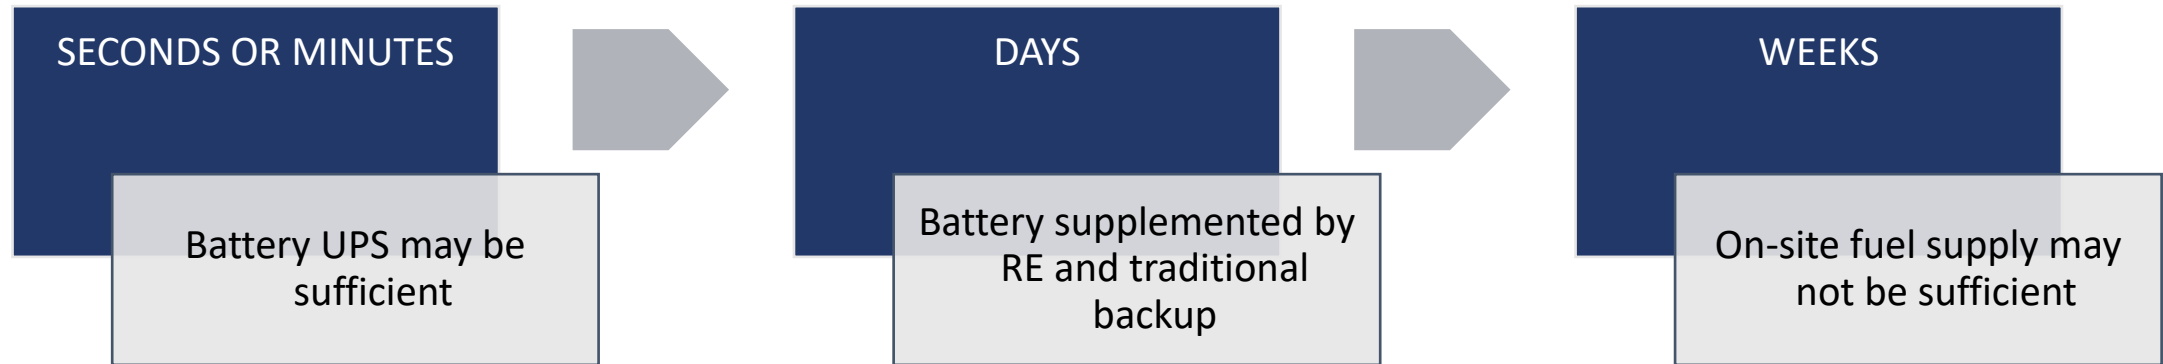 SECONDS OR MINUTES
Battery UPS may be
sufficient
DAYS
Battery supplemented by
RE and traditional
backup
WEEKS
On-site fuel supply may
not be sufficient